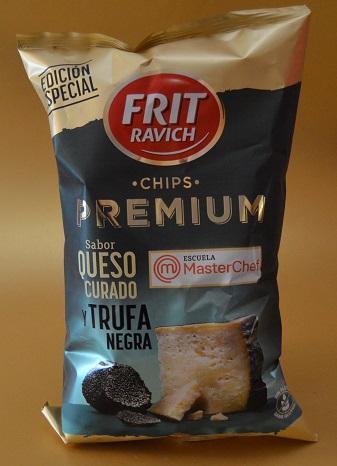 EDICIÓN
ESPECIAL
FRIT
RAVICH
• CHIPS •
PREMIUM
Sabor
QUESO
CURADO
Y TRUFA
NEGRA
ESCUELA
MasterChef